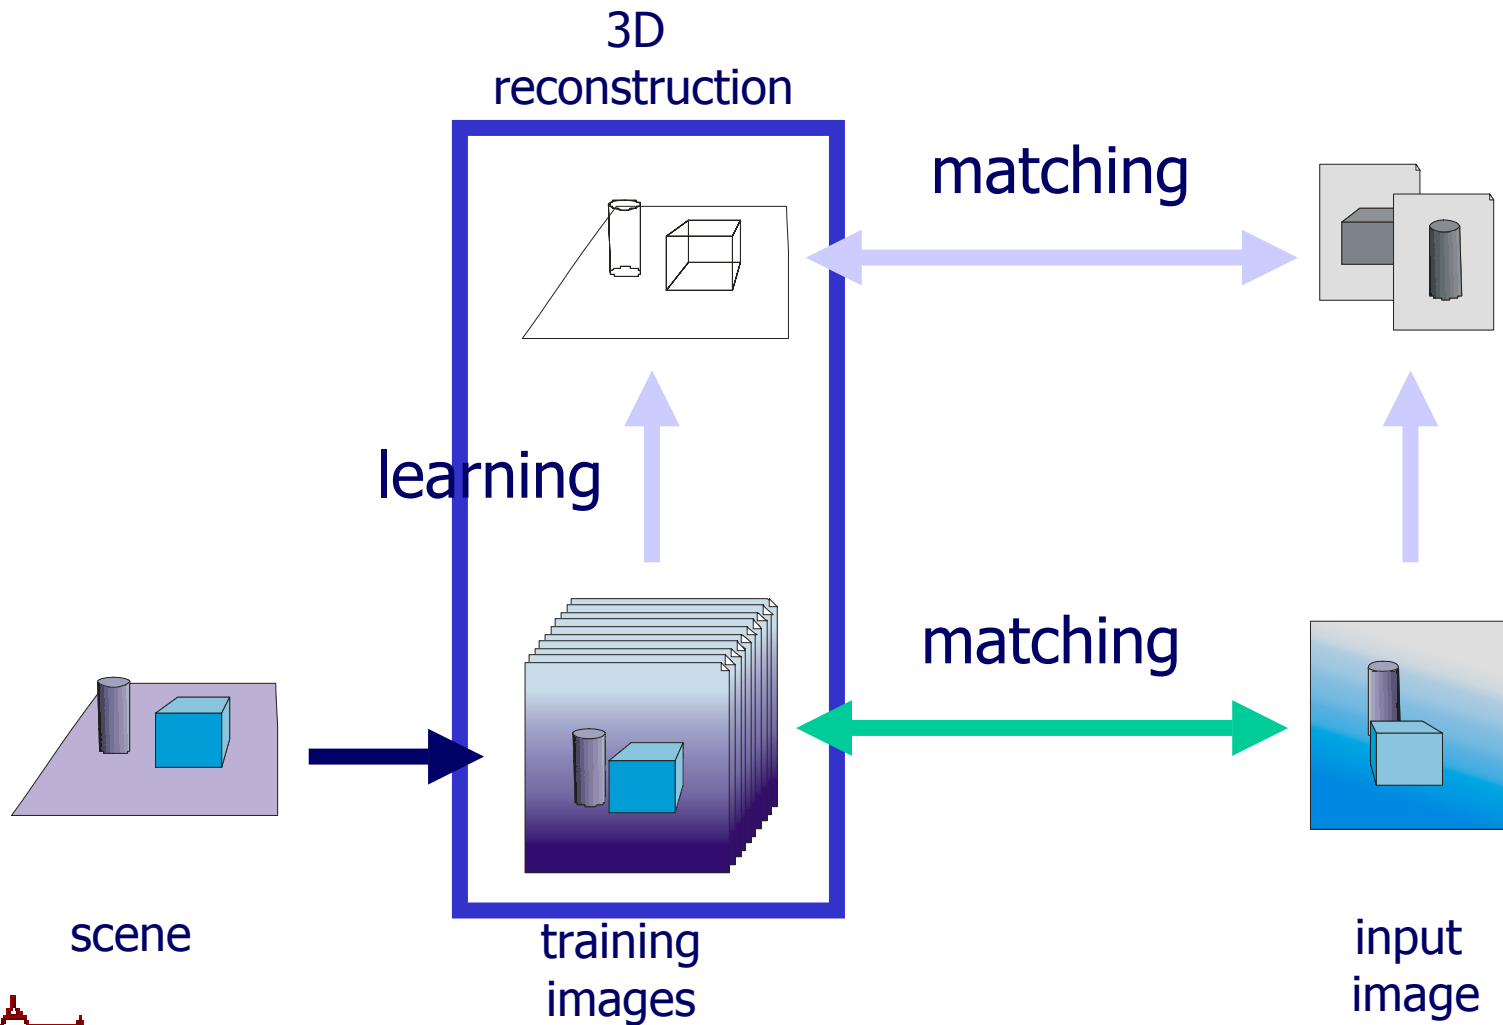 3D
reconstruction
matching
learning
matching
scene
training
images
input
image